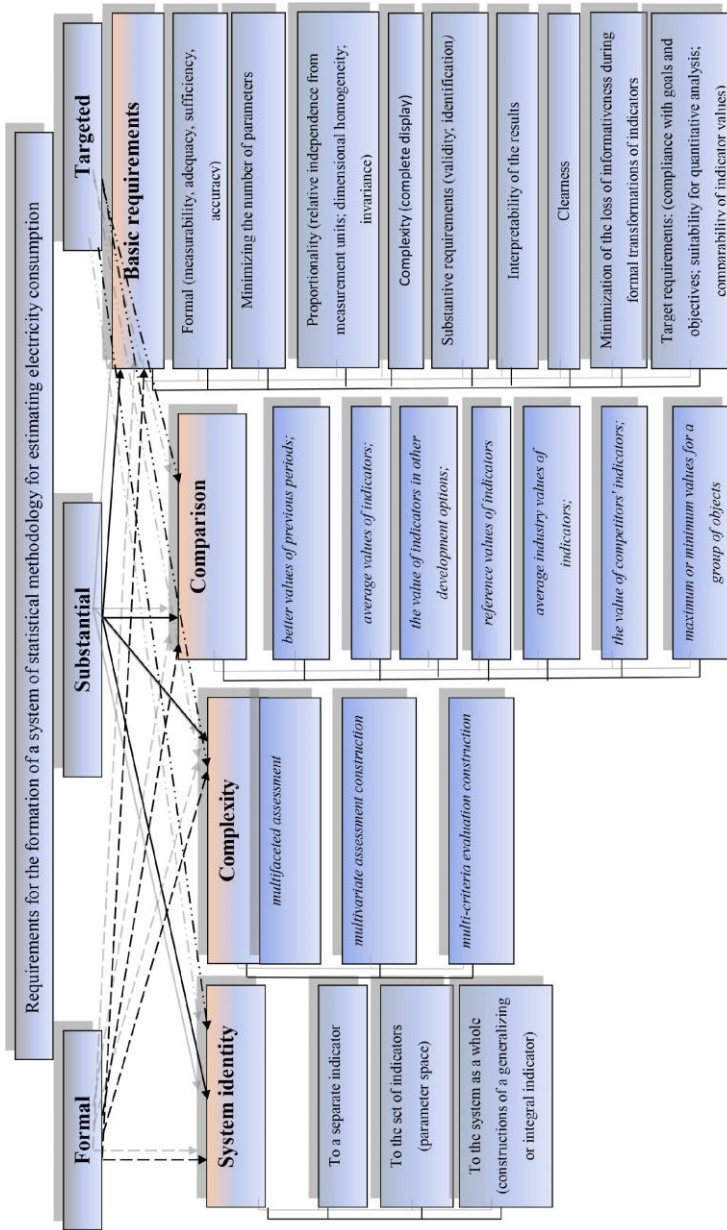 Requirements for the formation of a system of statistical methodology for estimating electricity consumption
Formal
Substantial
Targeted
System identity
To a separate indicator
To the set of indicators
(parameter space)
To the system as a whole
(constructions of a generalizing
or integral indicator)
Complexity
multifaceted assessment
multivariate assessment construction
multi-criteria evaluation construction
Comparison
better values of previous periods;
average values of indicators;
the value of indicators in other
development options;
reference values of indicators
average industry values of
indicators;
the value of competitors' indicators;
maximum or minimum values for a
group of objects
Basic requirements
Formal (measurability, adequacy, sufficiency,
accuracy)
Minimizing the number of parameters
Proportionality (relative independence from
measurement units; dimensional homogeneity;
invariance)
Complexity (complete display)
Substantive requirements (validity; identification)
Interpretability of the results
Clearness
Minimization of the loss of informativeness during
formal transformations of indicators
Target requirements: (compliance with goals and
objectives; suitability for quantitative analysis;
comparability of indicator values)